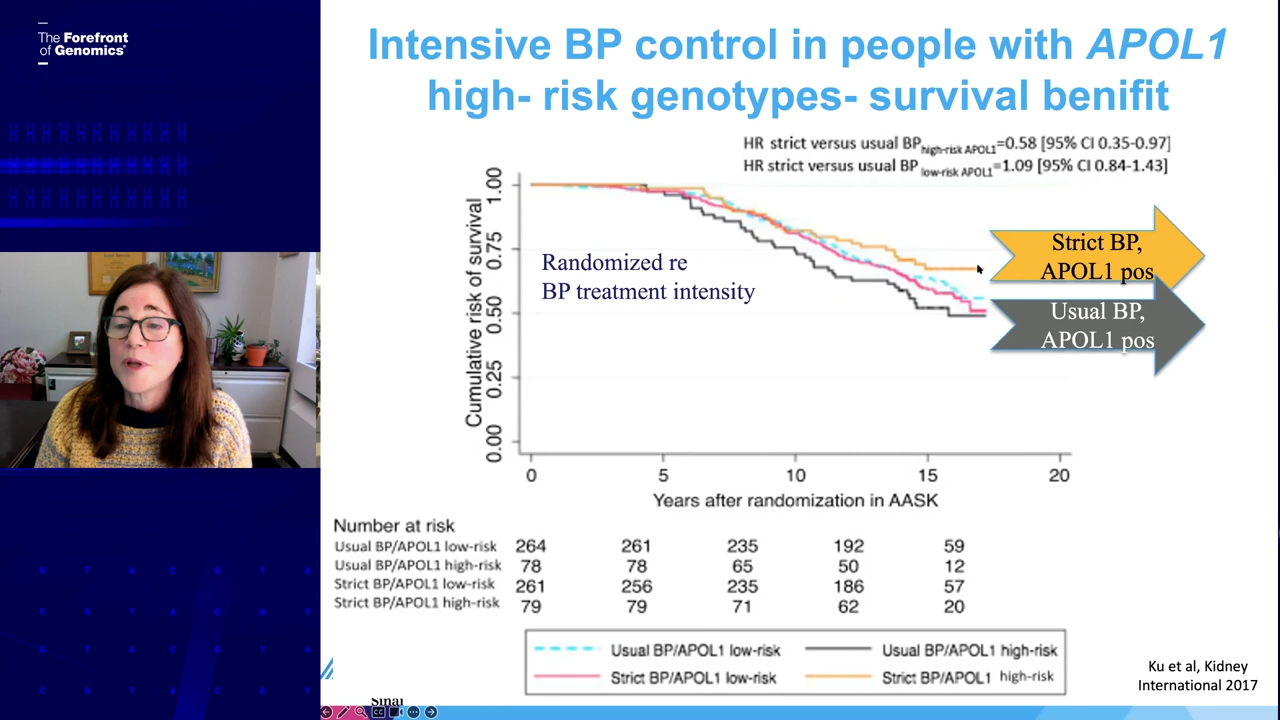 The Forefront
of Genomics®
Intensive BP control in people with APOL1
high- risk genotypes- survival benifit
HR strict versus usual BP high-risk APOL1=0.58 [95% CI 0.35-0.97]
HR strict versus usual BP low-risk APOL1=1.09 [95% CI 0.84-1.43]
Cumulative risk of survival
1.00
0.75
0.50
0.25
0.00
Randomized re
BP treatment intensity
Strict BP,
APOL1 pos
Usual BP,
APOL1 pos
0 5 10 15 20
Years after randomization in AASK
Number at risk
Usual BP/APOL1 low-risk 264 261 235 192 59
Usual BP/APOL1 high-risk 78 78 65 50 12
Strict BP/APOL1 low-risk 261 256 235 186 57
Strict BP/APOL1 high-risk 79 79 71 62 20
Usual BP/APOL1 low-risk Usual BP/APOL1 high-risk
Strict BP/APOL1 low-risk Strict BP/APOL1 high-risk
Ku et al, Kidney
International 2017
Sinai